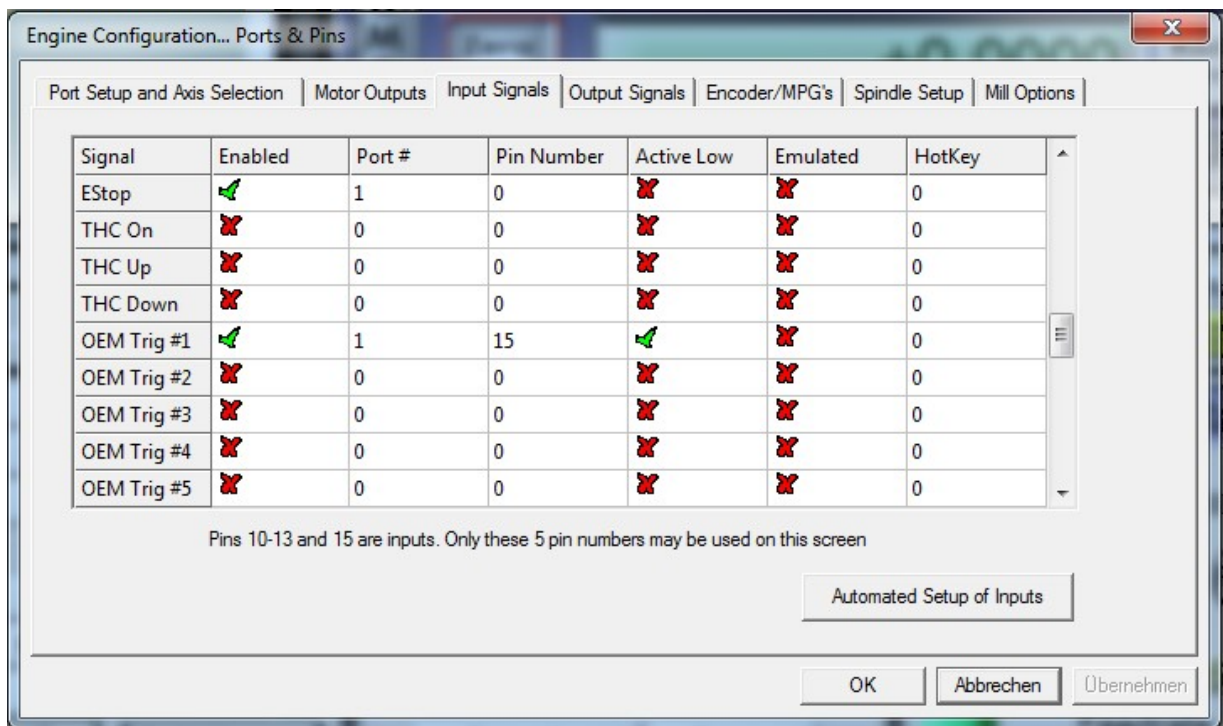 Engine Configuration... Ports & Pins
Port Setup and Axis Selection Motor Outputs Input Signals Output Signals Encoder/MPG's Spindle Setup Mill Options
Signal Enabled Port # Pin Number Active Low Emulated HotKey
EStop 1 0 0
THC On 0 0 0
THC Up 0 0 0
THC Down 0 0 0
OEM Trig #1 1 15 0
OEM Trig #2 0 0 0
OEM Trig #3 0 0 0
OEM Trig #4 0 0 0
OEM Trig #5 0 0 0
Pins 10-13 and 15 are inputs. Only these 5 pin numbers may be used on this screen
Automated Setup of Inputs
OK Abbrechen Übernehmen